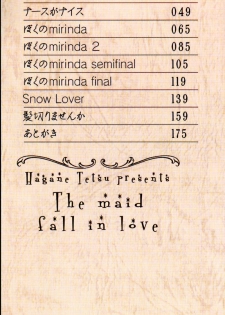 ナースがナイス 049
ぼくのmirinda 065
ぼくのmirinda 2 085
ぼくのmirinda semifinal 105
ぼくのmirinda final 119
Snow Lover 139
髪切りませんか 159
あとがき 175
Hagane Tetsu presents
The maid
fall in love